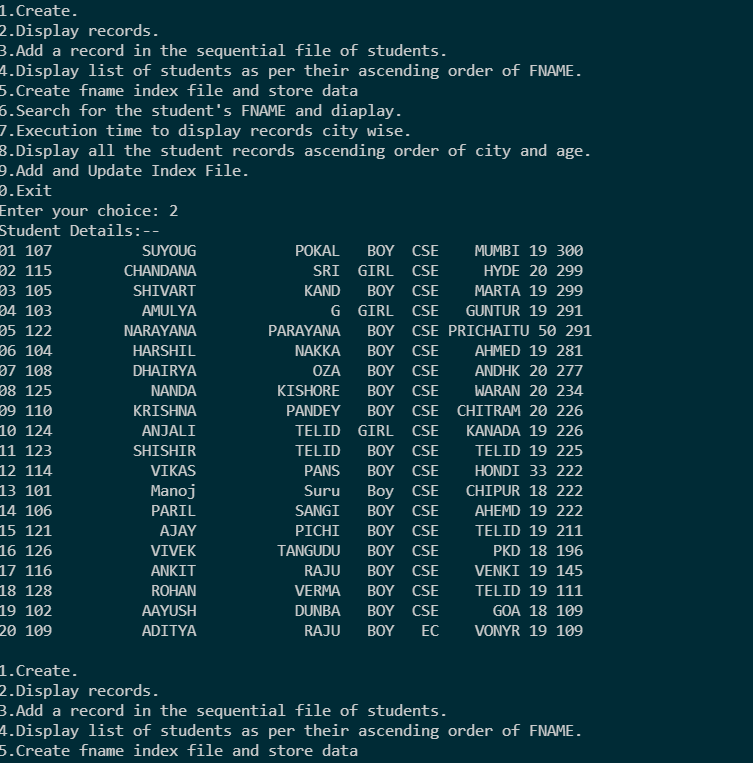 1.Create.
2.Display records.
3.Add a record in the sequential file of students.
4.Display list of students as per their ascending order of FNAME.
5.Create fname index file and store data
6.Search for the student's FNAME and diaplay.
7.Execution time to display records city wise.
8.Display all the student records ascending order of city and age.
9.Add and Update Index File.
0.Exit
Enter your choice: 2
Student Details:--
01 107 SUYOUG POKAL BOY CSE MUMBI 19 300
02 115 CHANDANA SRI GIRL CSE HYDE 20 299
03 105 SHIVART KAND BOY CSE MARTA 19 299
04 103 AMULYA G GIRL CSE GUNTUR 19 291
05 122 NARAYANA PARAYANA BOY CSE PRICHAITU 50 291
06 104 HARSHIL NAKKA BOY CSE AHMED 19 281
07 108 DHAIRYA OZA BOY CSE ANDHK 20 277
08 125 NANDA KISHORE BOY CSE WARAN 20 234
09 110 KRISHNA PANDEY BOY CSE CHITRAM 20 226
10 124 ANJALI TELID GIRL CSE KANADA 19 226
11 123 SHISHIR TELID BOY CSE TELID 19 225
12 114 VIKAS PANS BOY CSE HONDI 33 222
13 101 Manoj Suru Boy CSE CHIPUR 18 222
14 106 PARIL SANGI BOY CSE AHEMD 19 222
15 121 AJAY PICHI BOY CSE TELID 19 211
16 126 VIVEK TANGUDU BOY CSE PKD 18 196
17 116 ANKIT RAJU BOY CSE VENKI 19 145
18 128 ROHAN VERMA BOY CSE TELID 19 111
19 102 AAYUSH DUNBA BOY CSE GOA 18 109
20 109 ADITYA RAJU BOY EC VONYR 19 109
1.Create.
2.Display records.
3.Add a record in the sequential file of students.
4.Display list of students as per their ascending order of FNAME.
5.Create fname index file and store data